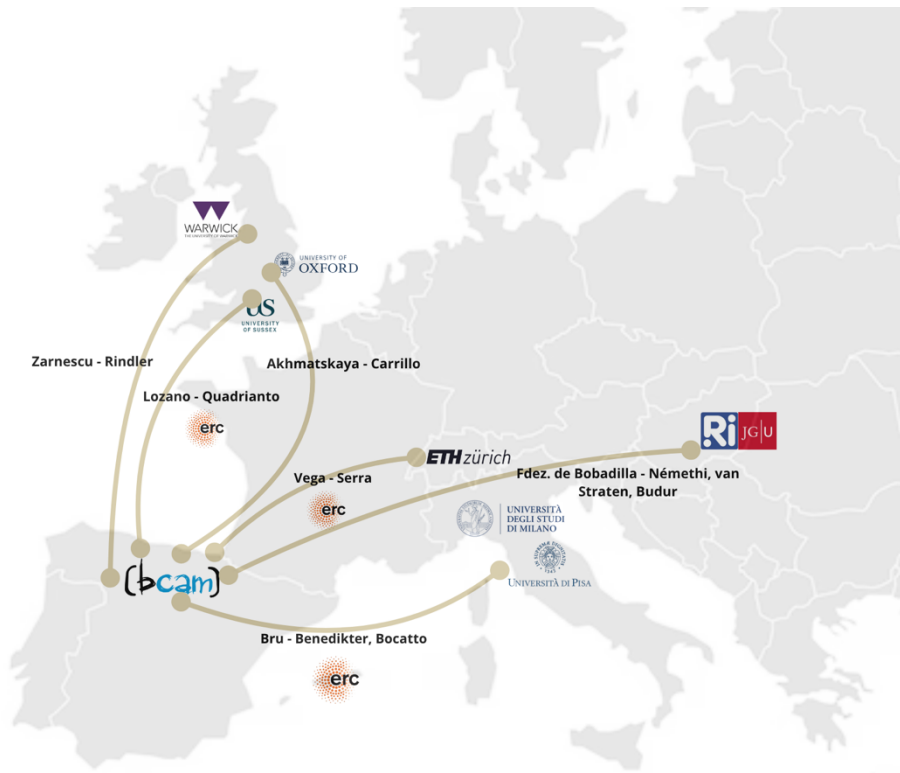 WARWICK
THE UNIVERSITY OF WARWICK
UNIVERSITY OF
OXFORD
US
UNIVERSITY
OF SUSSEX
Zarnescu - Rindler
Akhmatskaya - Carrillo
Lozano - Quadrianto
erc
Ri JG|U
ETH zürich
Vega - Serra
Fdez. de Bobadilla - Némethi, van
Straten, Budur
erc
UNIVERSITÀ
DEGLI STUDI
DI MILANO
UNIVERSITÀ DI PISA
(bcam)
Bru - Benedikter, Bocatto
erc